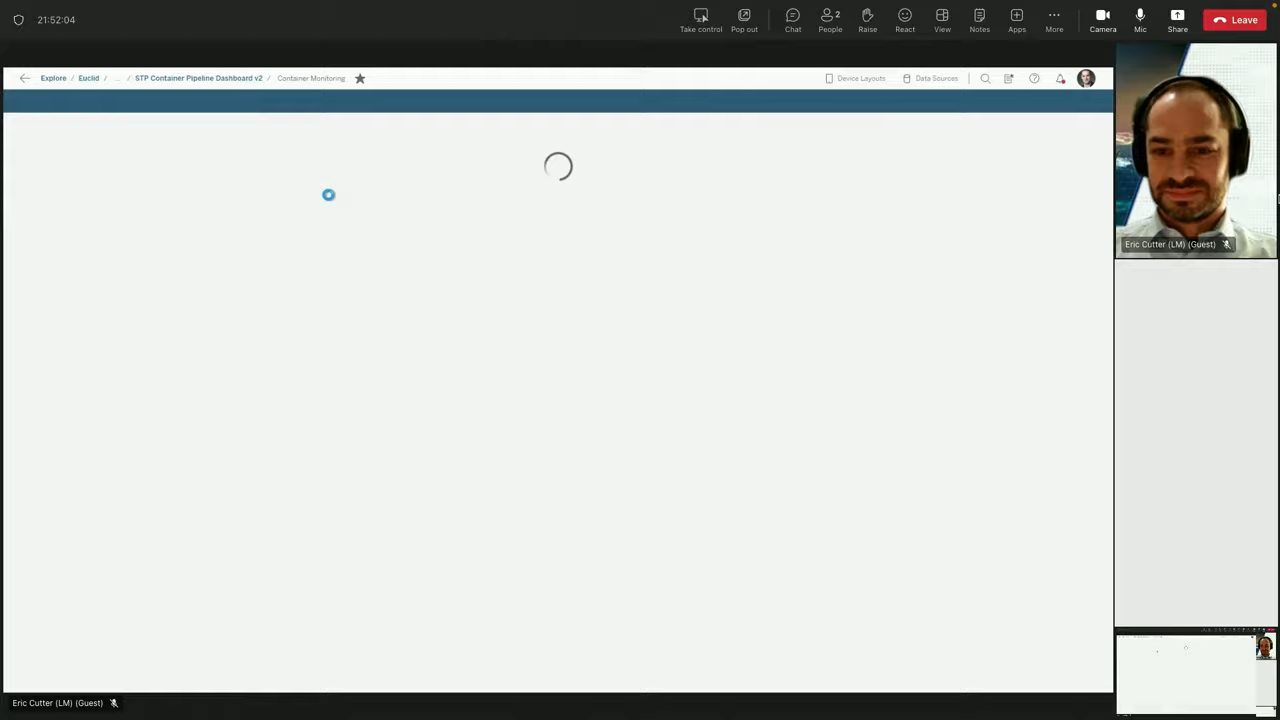 21:52:04
Take control
Pop out
Chat
2
People
Raise
React
View
Notes
Apps
More
Camera
Mic
Share
Leave
Explore / Euclid / ... / STP Container Pipeline Dashboard v2 / Container Monitoring
Device Layouts
Data Sources
Eric Cutter (LM) (Guest)
Eric Cutter (LM) (Guest)